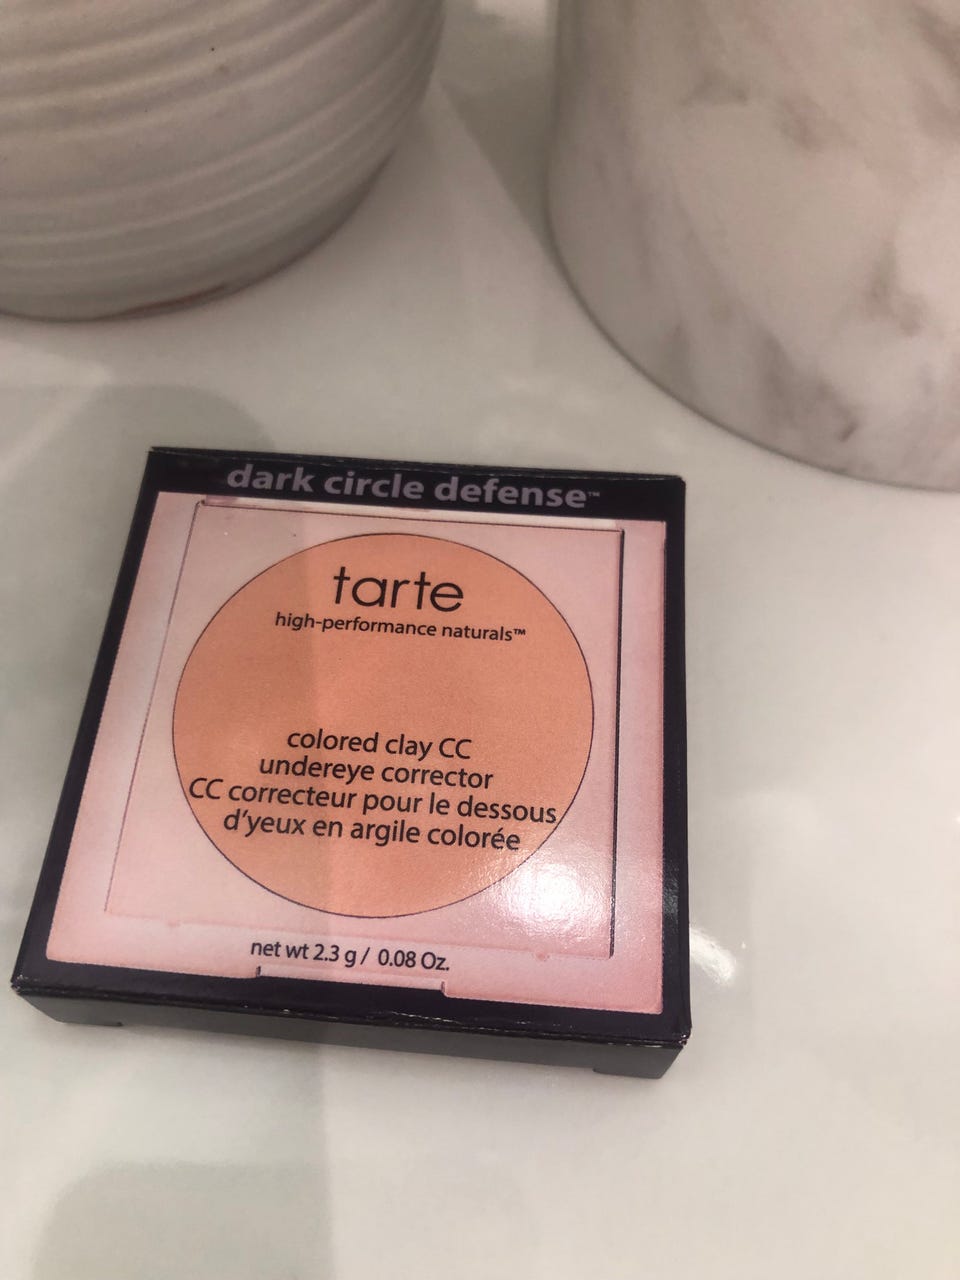 dark circle defense™
tarte
high-performance naturals™
colored clay CC
undereye corrector
CC correcteur pour le dessous
d'yeux en argile colorée
net wt 2.3 g / 0.08 Oz.